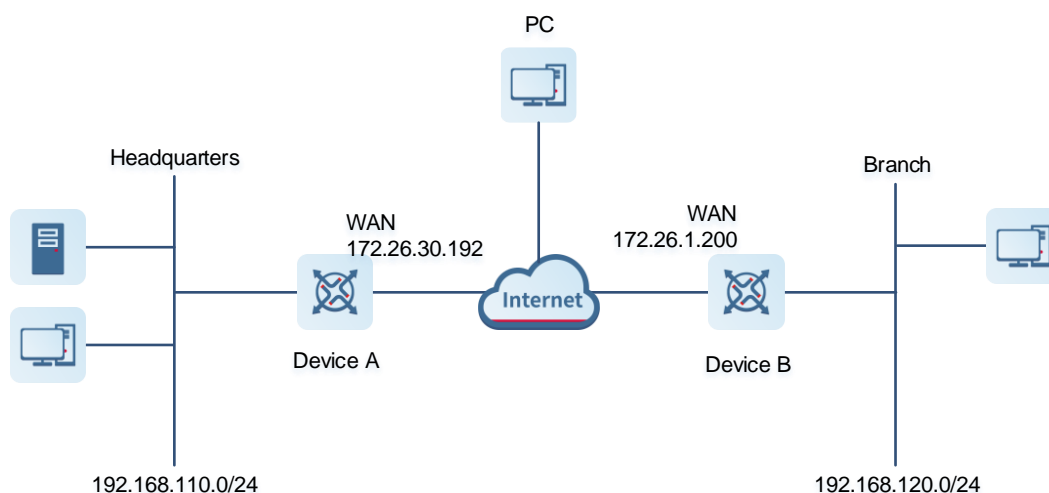 PC
Headquarters
Branch
WAN
172.26.30.192
WAN
172.26.1.200
Internet
Device A
Device B
192.168.110.0/24
192.168.120.0/24